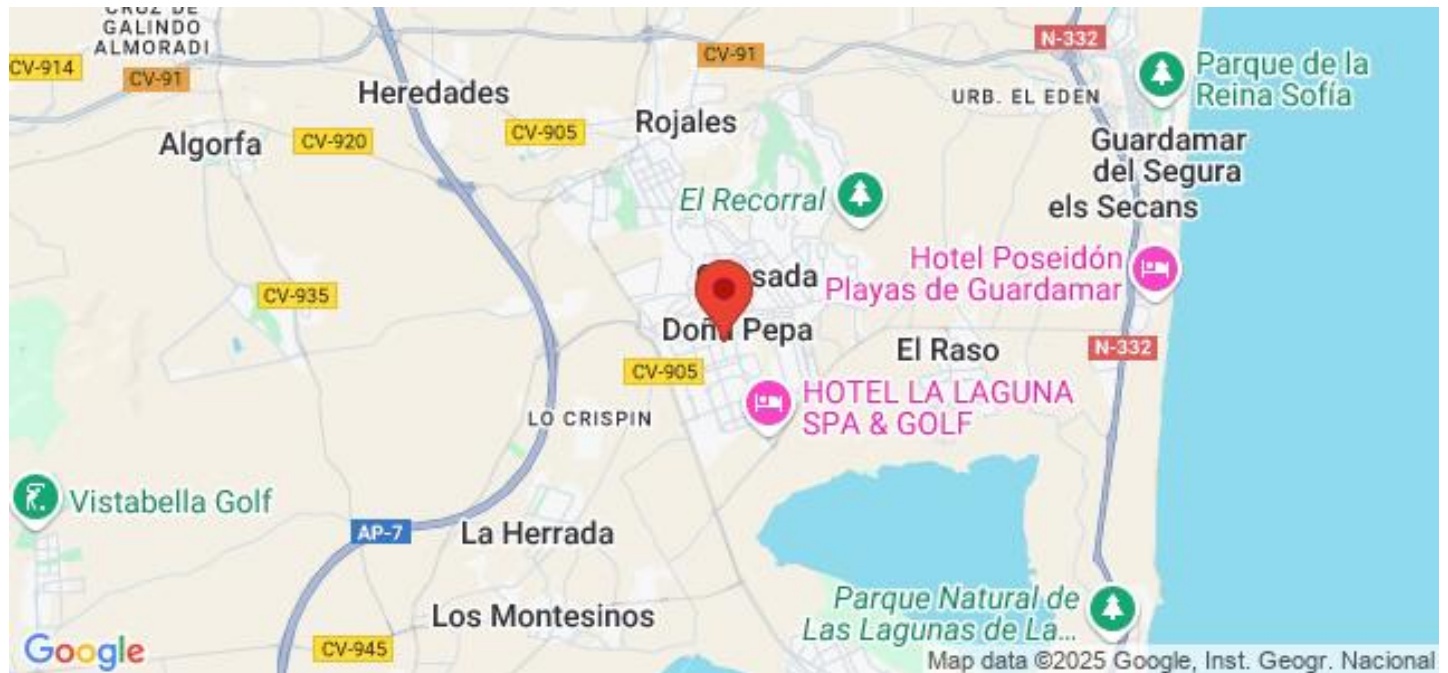 CRUZ DE
GALINDO
ALMORADI
CV-914
CV-91
CV-91
N-332
Parque de la
Reina Sofía
Heredades
URB. EL EDEN
Rojales
CV-905
Algorfa
CV-920
Guardamar
del Segura
els Secans
El Recorral
Hotel Poseidón
Playas de Guardamar
sada
CV-935
Doña Pepa
El Raso
N-332
CV-905
HOTEL LA LAGUNA
SPA & GOLF
LO CRISPIN
Vistabella Golf
AP-7
La Herrada
Los Montesinos
Parque Natural de
Las Lagunas de La...
CV-945
Google
Map data ©2025 Google, Inst. Geogr. Nacional